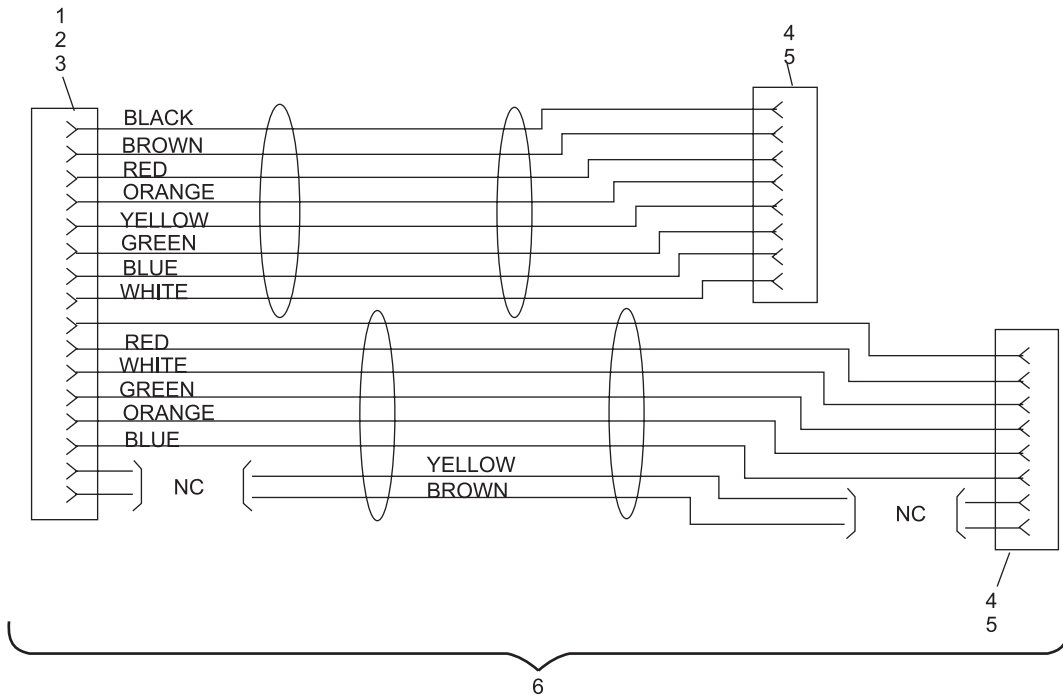 1
2
3
4
5
BLACK
BROWN
RED
ORANGE
YELLOW
GREEN
BLUE
WHITE
RED
WHITE
GREEN
ORANGE
BLUE
YELLOW
NC
BROWN
NC
4
5
6